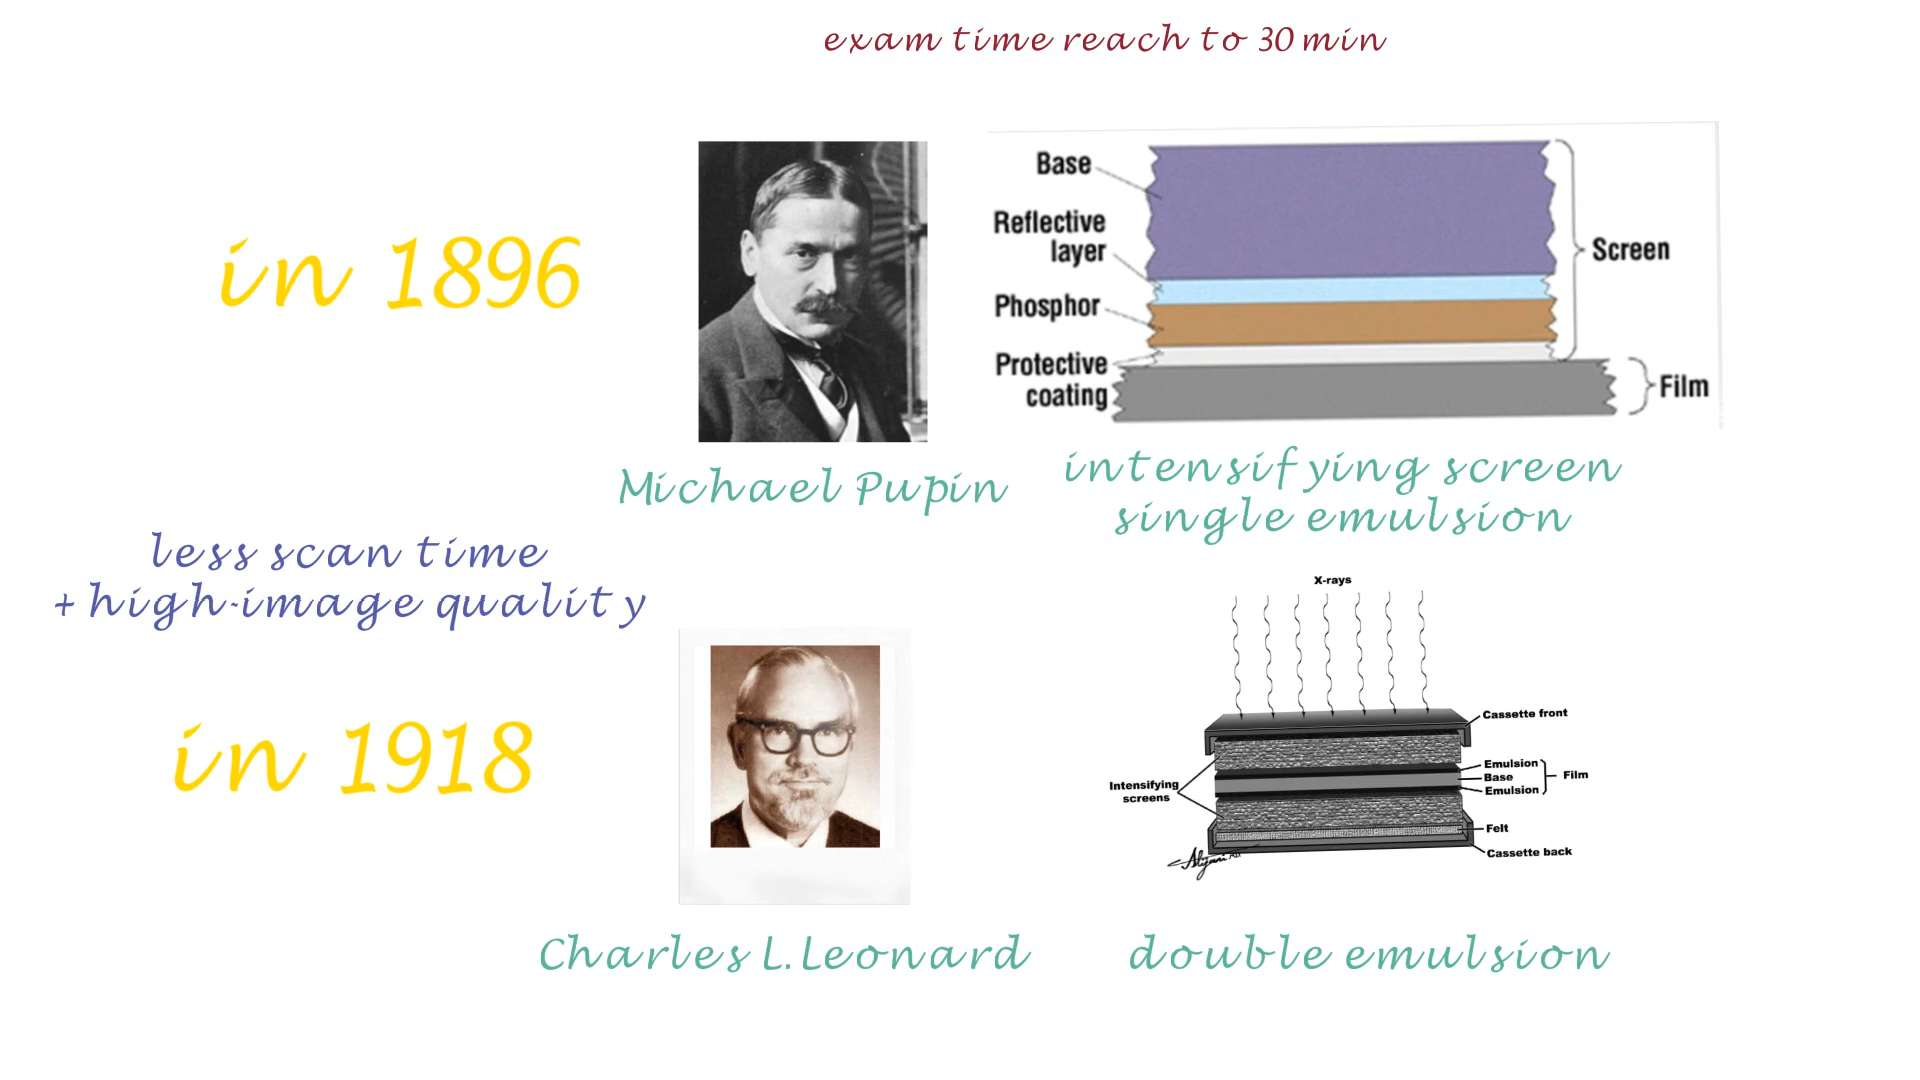 exam time reach to 30 min
in 1896
Base
Reflective
layer
Phosphor
Protective
coating
Screen
Film
Michael Pupin
intensifying screen
single emulsion
less scan time
+ high-image quality
in 1918
X-rays
Cassette front
Emulsion
Base
Emulsion
Film
Intensifying
screens
Felt
Cassette back
Charles L.Leonard
double emulsion